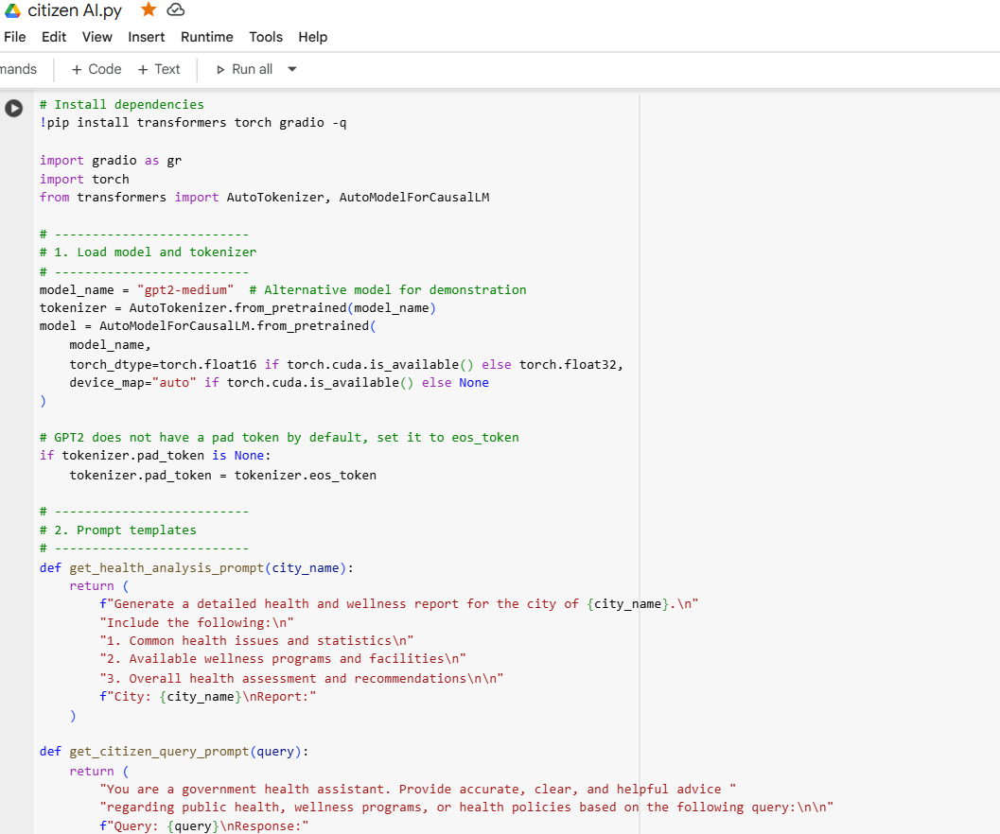 citizen AI.py
File Edit View Insert Runtime Tools Help
mands + Code + Text Run all
# Install dependencies
!pip install transformers torch gradio -q
import gradio as gr
import torch
from transformers import AutoTokenizer, AutoModelForCausalLM
# --------------------------
# 1. Load model and tokenizer
# --------------------------
model_name = "gpt2-medium"  # Alternative model for demonstration
tokenizer = AutoTokenizer.from_pretrained(model_name)
model = AutoModelForCausalLM.from_pretrained(
    model_name,
    torch_dtype=torch.float16 if torch.cuda.is_available() else torch.float32,
    device_map="auto" if torch.cuda.is_available() else None
)
# GPT2 does not have a pad token by default, set it to eos_token
if tokenizer.pad_token is None:
    tokenizer.pad_token = tokenizer.eos_token
# --------------------------
# 2. Prompt templates
# --------------------------
def get_health_analysis_prompt(city_name):
    return (
        f"Generate a detailed health and wellness report for the city of {city_name}.\n"
        "Include the following:\n"
        "1. Common health issues and statistics\n"
        "2. Available wellness programs and facilities\n"
        "3. Overall health assessment and recommendations\n\n"
        f"City: {city_name}\nReport:"
    )
def get_citizen_query_prompt(query):
    return (
        "You are a government health assistant. Provide accurate, clear, and helpful advice "
        "regarding public health, wellness programs, or health policies based on the following query:\n\n"
        f"Query: {query}\nResponse:"